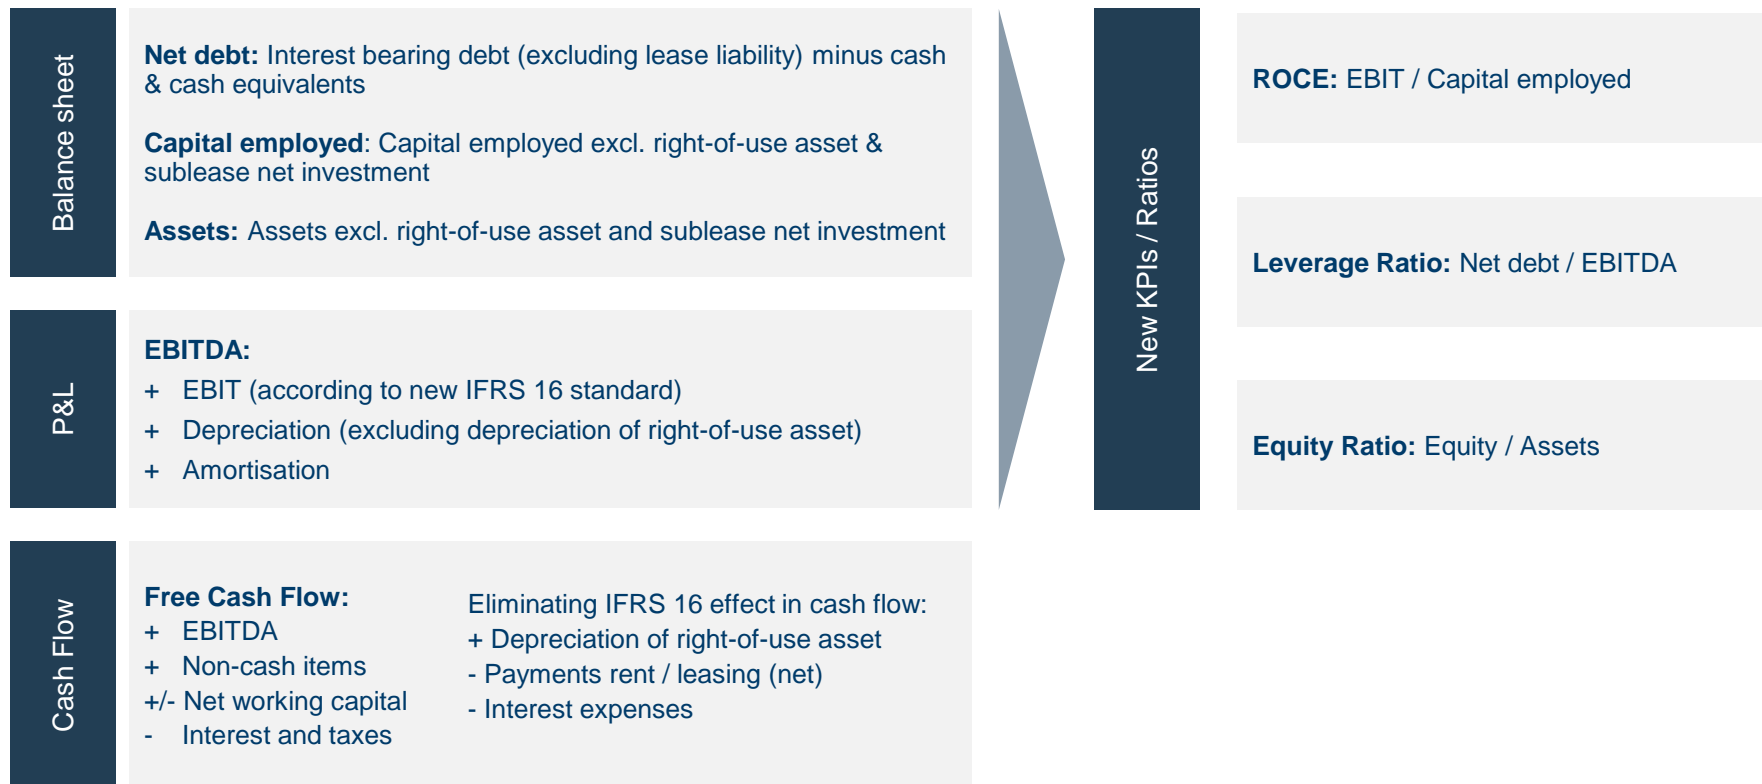 Balance sheet
Net debt: Interest bearing debt (excluding lease liability) minus cash
& cash equivalents
Capital employed: Capital employed excl. right-of-use asset &
sublease net investment
Assets: Assets excl. right-of-use asset and sublease net investment
P&L
EBITDA:
+ EBIT (according to new IFRS 16 standard)
+ Depreciation (excluding depreciation of right-of-use asset)
+ Amortisation
Cash Flow
Free Cash Flow:
+ EBITDA
+ Non-cash items
+/- Net working capital
- Interest and taxes
Eliminating IFRS 16 effect in cash flow:
+ Depreciation of right-of-use asset
- Payments rent / leasing (net)
- Interest expenses
New KPIs / Ratios
ROCE: EBIT / Capital employed
Leverage Ratio: Net debt / EBITDA
Equity Ratio: Equity / Assets